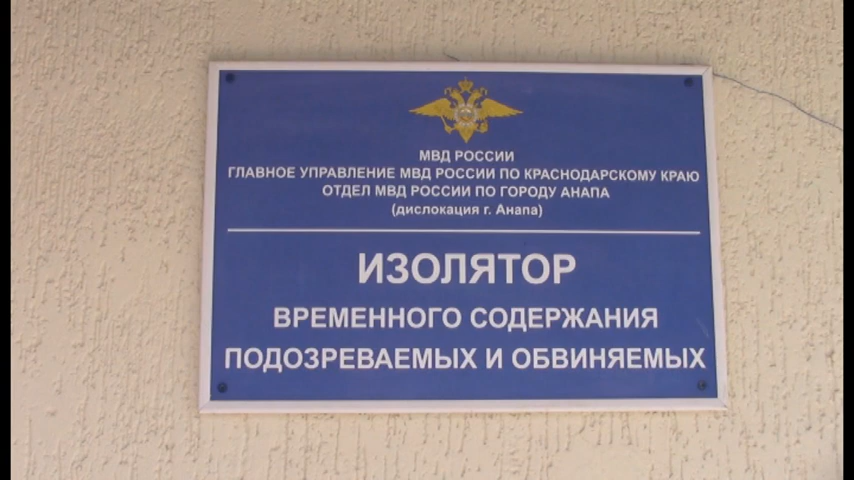 МВД РОССИИ
ГЛАВНОЕ УПРАВЛЕНИЕ МВД РОССИИ ПО КРАСНОДАРСКОМУ КРАЮ
ОТДЕЛ МВД РОССИИ ПО ГОРОДУ АНАПА
(дислокация г. Анапа)
ИЗОЛЯТОР
ВРЕМЕННОГО СОДЕРЖАНИЯ
ПОДОЗРЕВАЕМЫХ И ОБВИНЯЕМЫХ